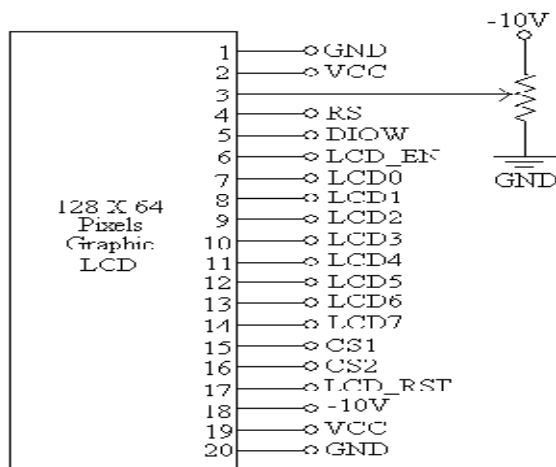 -10V
1 GND
2 VCC
3
4 RS
5 DIOW
6 LCD_EN
7 LCD0
8 LCD1
9 LCD2
10 LCD3
11 LCD4
12 LCD5
13 LCD6
14 LCD7
15 CS1
16 CS2
17 LCD_RST
18 -10V
19 VCC
20 GND
GND
128 X 64
Pixels
Graphic
LCD